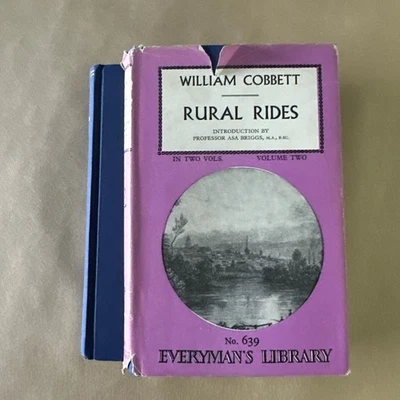 WILLIAM COBBETT
RURAL RIDES
INTRODUCTION BY
PROFESSOR ASA BRIGGS, M.A., B.SC.
IN TWO VOLS. VOLUME TWO
No. 639
EVERYMAN'S LIBRARY